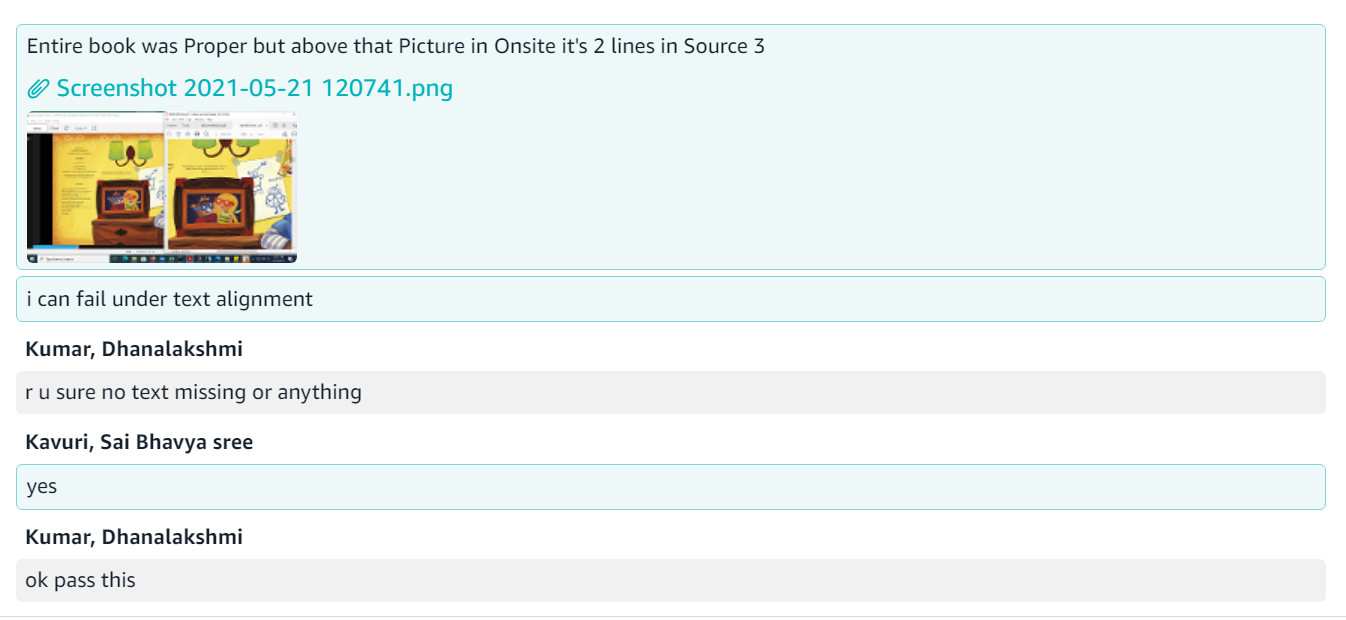 Entire book was Proper but above that Picture in Onsite it's 2 lines in Source 3
Screenshot 2021-05-21 120741.png
i can fail under text alignment
Kumar, Dhanalakshmi
r u sure no text missing or anything
Kavuri, Sai Bhavya sree
yes
Kumar, Dhanalakshmi
ok pass this